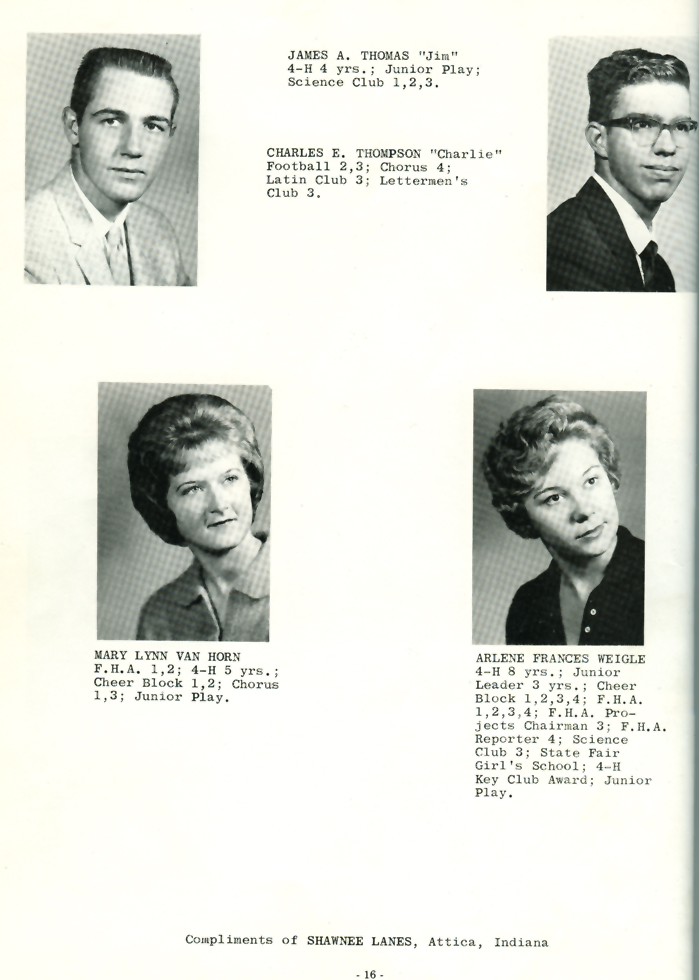 JAMES A. THOMAS "Jim"
4-H 4 yrs.; Junior Play;
Science Club 1,2,3.
CHARLES E. THOMPSON "Charlie"
Football 2,3; Chorus 4;
Latin Club 3; Lettermen's
Club 3.
MARY LYNN VAN HORN
F.H.A. 1,2; 4-H 5 yrs.;
Cheer Block 1,2; Chorus
1,3; Junior Play.
ARLENE FRANCES WEIGLE
4-H 8 yrs.; Junior
Leader 3 yrs.; Cheer
Block 1,2,3,4; F.H.A.
1,2,3,4; F.H.A. Pro-
jects Chairman 3; F.H.A.
Reporter 4; Science
Club 3; State Fair
Girl's School; 4-H
Key Club Award; Junior
Play.
Compliments of SHAWNEE LANES, Attica, Indiana
- 16 -